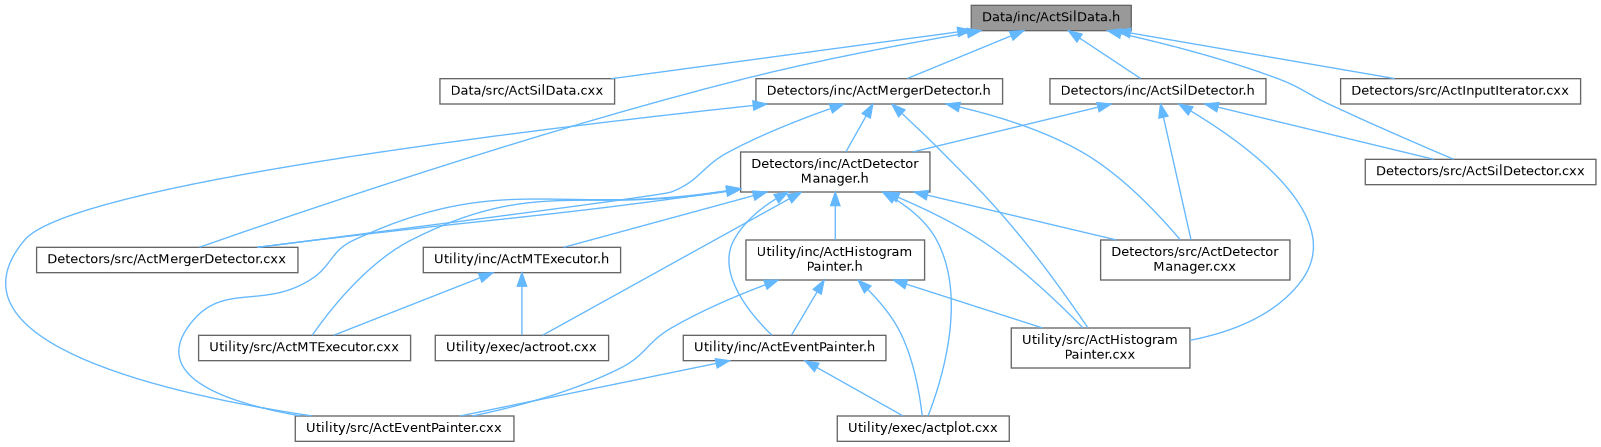 Data/inc/ActSilData.h
Data/src/ActSilData.cxx
Detectors/inc/ActMergerDetector.h
Detectors/inc/ActSilDetector.h
Detectors/src/ActInputIterator.cxx
Detectors/inc/ActDetector
Manager.h
Detectors/src/ActSilDetector.cxx
Detectors/src/ActMergerDetector.cxx
Utility/inc/ActMTExecutor.h
Utility/inc/ActHistogram
Painter.h
Detectors/src/ActDetector
Manager.cxx
Utility/src/ActMTExecutor.cxx
Utility/exec/actroot.cxx
Utility/inc/ActEventPainter.h
Utility/src/ActHistogram
Painter.cxx
Utility/src/ActEventPainter.cxx
Utility/exec/actplot.cxx